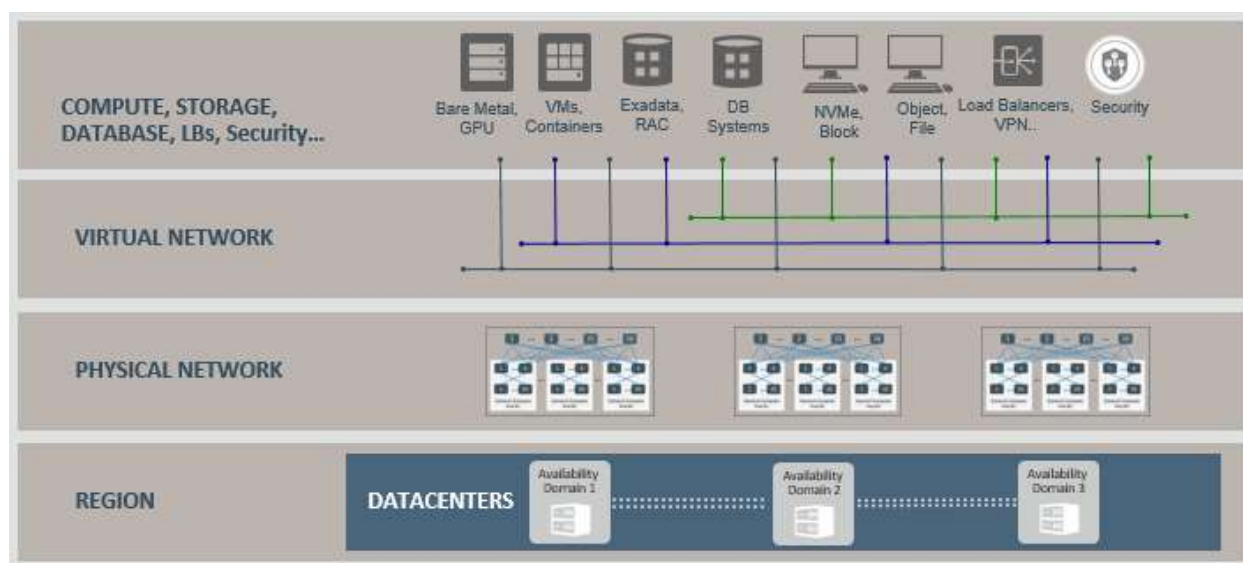 COMPUTE, STORAGE,
DATABASE, LBs, Security...
Bare Metal,
GPU
VMs,
Containers
Exadata,
RAC
DB
Systems
NVMe,
Block
Object,
File
Load Balancers,
VPN..
Security
VIRTUAL NETWORK
PHYSICAL NETWORK
REGION
DATACENTERS
Availability
Domain 1
Availability
Domain 2
Availability
Domain 3